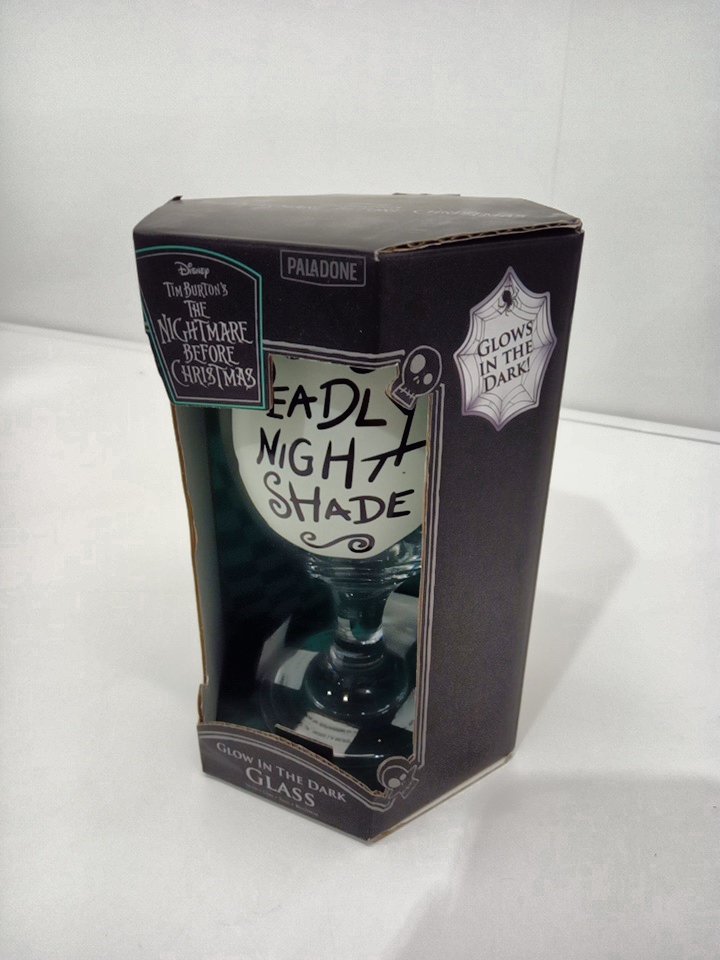 Disney
TIM BURTON'S
THE
NIGHTMARE
BEFORE
CHRISTMAS
PALADONE
GLOWS
IN THE
DARK!
EADLY
NIGHT
SHADE
GLOW IN THE DARK
GLASS